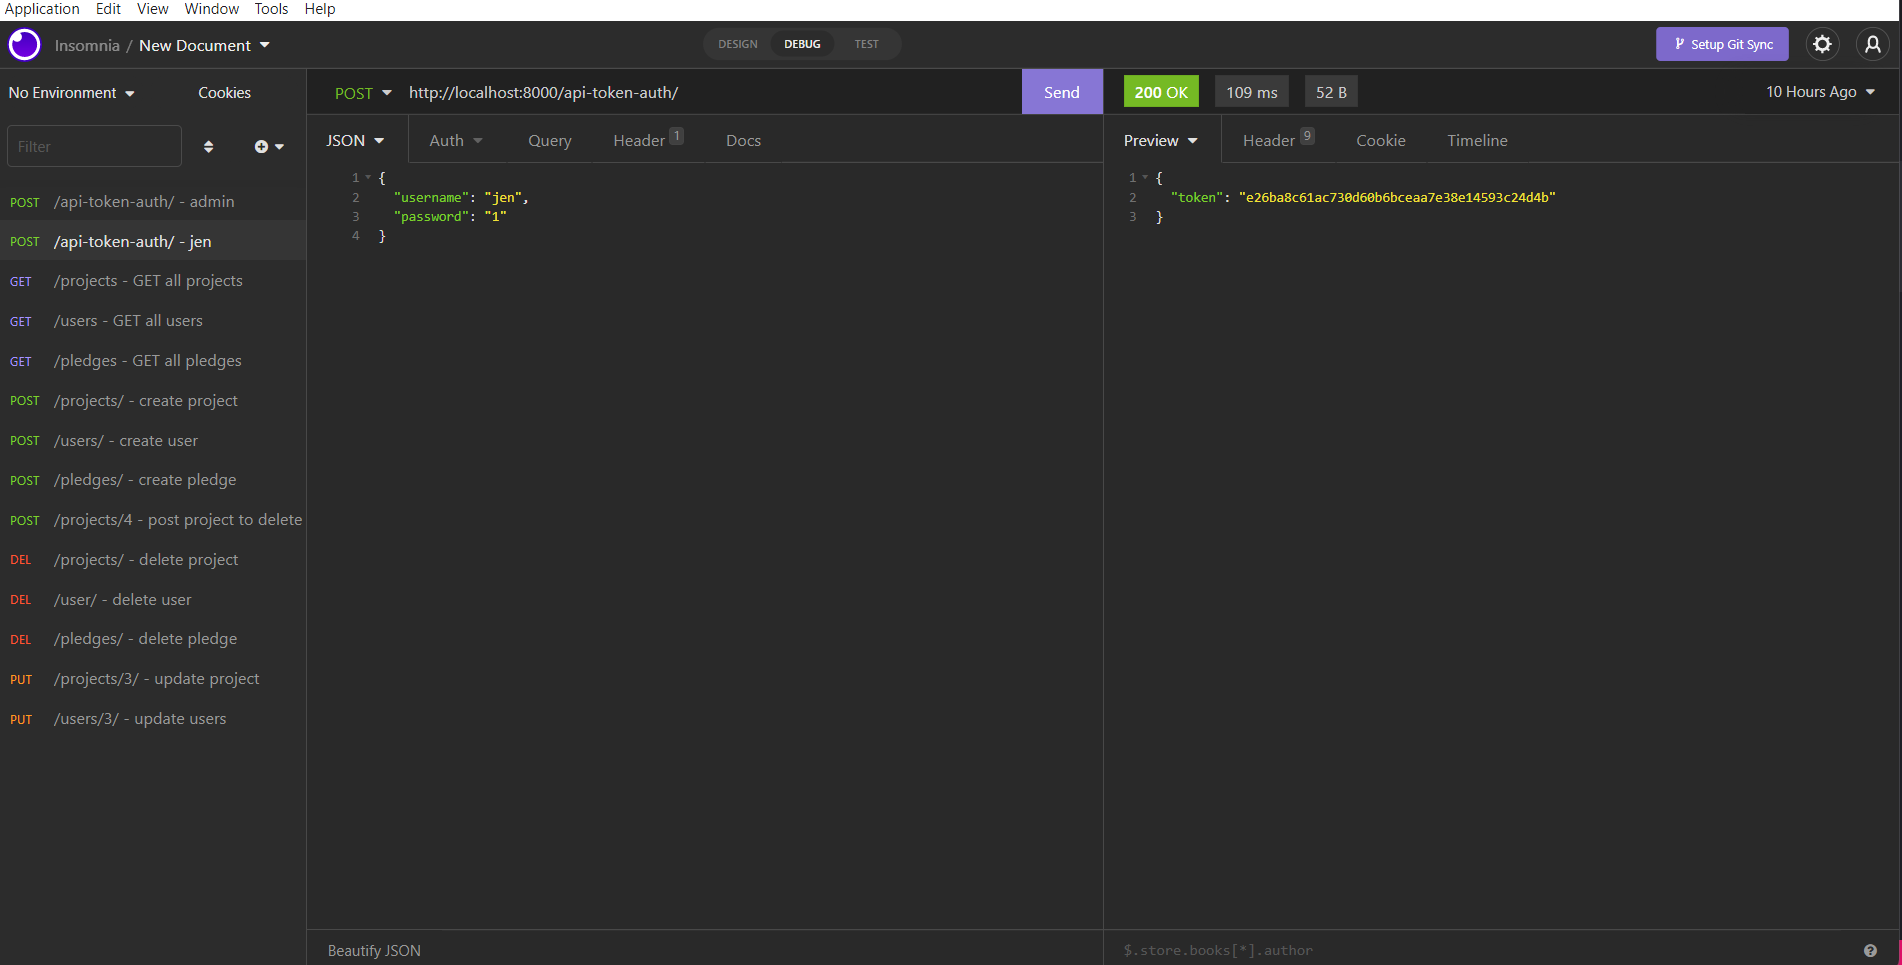 Application Edit View Window Tools Help
Insomnia / New Document
DESIGN DEBUG TEST
Setup Git Sync
No Environment Cookies
POST http://localhost:8000/api-token-auth/ Send
200 OK 109 ms 52 B
10 Hours Ago
Filter
JSON Auth Query Header 1 Docs
Preview Header 9 Cookie Timeline
POST /api-token-auth/ - admin
POST /api-token-auth/ - jen
GET /projects - GET all projects
GET /users - GET all users
GET /pledges - GET all pledges
POST /projects/ - create project
POST /users/ - create user
POST /pledges/ - create pledge
POST /projects/4 - post project to delete
DEL /projects/ - delete project
DEL /user/ - delete user
DEL /pledges/ - delete pledge
PUT /projects/3/ - update project
PUT /users/3/ - update users
1 {
2 "username": "jen",
3 "password": "1"
4 }
1 {
2 "token": "e26ba8c61ac730d60b6bceaa7e38e14593c24d4b"
3 }
Beautify JSON
$.store.books[*].author
?